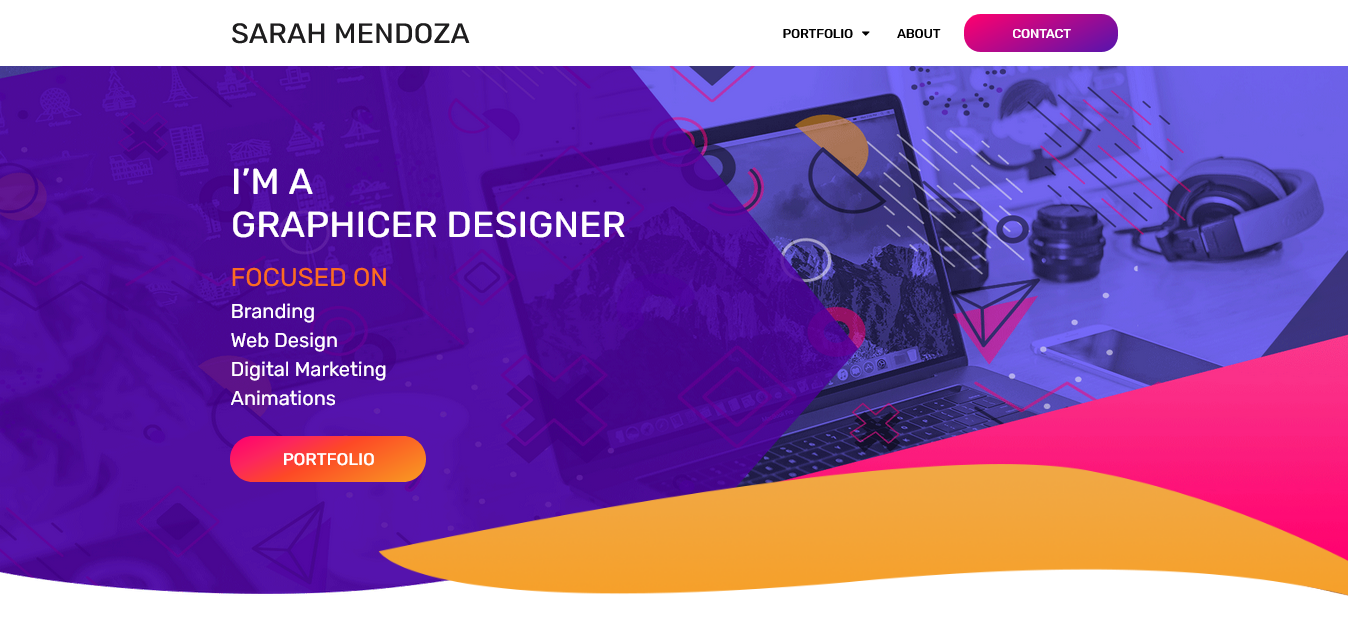 SARAH MENDOZA
PORTFOLIO
ABOUT
CONTACT
I’M A
GRAPHICER DESIGNER
FOCUSED ON
Branding
Web Design
Digital Marketing
Animations
PORTFOLIO